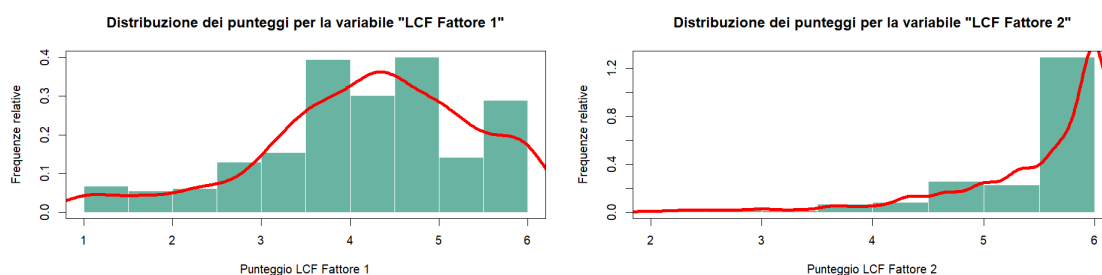 Distribuzione dei punteggi per la variabile "LCF Fattore 1"
Frequenze relative
0.0
0.1
0.2
0.3
0.4
1 2 3 4 5 6
Punteggio LCF Fattore 1
Distribuzione dei punteggi per la variabile "LCF Fattore 2"
Frequenze relative
0.0
0.4
0.8
1.2
2 3 4 5 6
Punteggio LCF Fattore 2